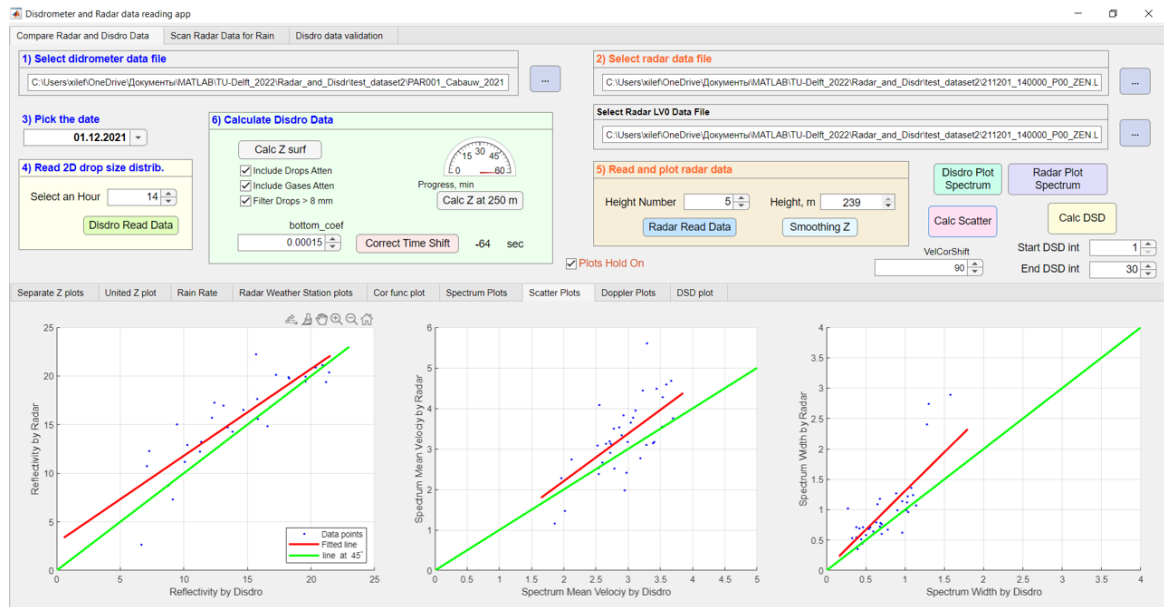 Disdrometer and Radar data reading app
Compare Radar and Disdro Data Scan Radar Data for Rain Disdro data validation
1) Select didrometer data file
C:\Users\xilef\OneDrive\Документы\MATLAB\TU-Delft_2022\Radar_and_Disdr\test_dataset2\PAR001_Cabauw_2021
...
2) Select radar data file
C:\Users\xilef\OneDrive\Документы\MATLAB\TU-Delft_2022\Radar_and_Disdr\test_dataset2\211201_140000_P00_ZEN.L
...
Select Radar LV0 Data File
C:\Users\xilef\OneDrive\Документы\MATLAB\TU-Delft_2022\Radar_and_Disdr\test_dataset2\211201_140000_P00_ZEN.L
...
3) Pick the date
01.12.2021
4) Read 2D drop size distrib.
Select an Hour 14
Disdro Read Data
6) Calculate Disdro Data
Calc Z surf
Include Drops Atten
Include Gases Atten
Filter Drops > 8 mm
0 15 30 45 60
Progress, min
Calc Z at 250 m
bottom_coef
0.00015
Correct Time Shift -64 sec
5) Read and plot radar data
Height Number 5 Height, m 239
Radar Read Data Smoothing Z
Plots Hold On
Disdro Plot
Spectrum
Radar Plot
Spectrum
Calc Scatter
Calc DSD
VelCorShift
90
Start DSD int 1
End DSD int 30
Separate Z plots United Z plot Rain Rate Radar Weather Station plots Cor func plot Spectrum Plots Scatter Plots Doppler Plots DSD plot
25
20
15
10
5
0
Reflectivity by Radar
0 5 10 15 20 25
Reflectivity by Disdro
Data points
Fitted line
line at 45°
6
5
4
3
2
1
0
Spectrum Mean Velociy by Radar
0 0.5 1 1.5 2 2.5 3 3.5 4 4.5 5
Spectrum Mean Velociy by Disdro
4
3.5
3
2.5
2
1.5
1
0.5
0
Spectrum Width by Radar
0 0.5 1 1.5 2 2.5 3 3.5 4
Spectrum Width by Disdro